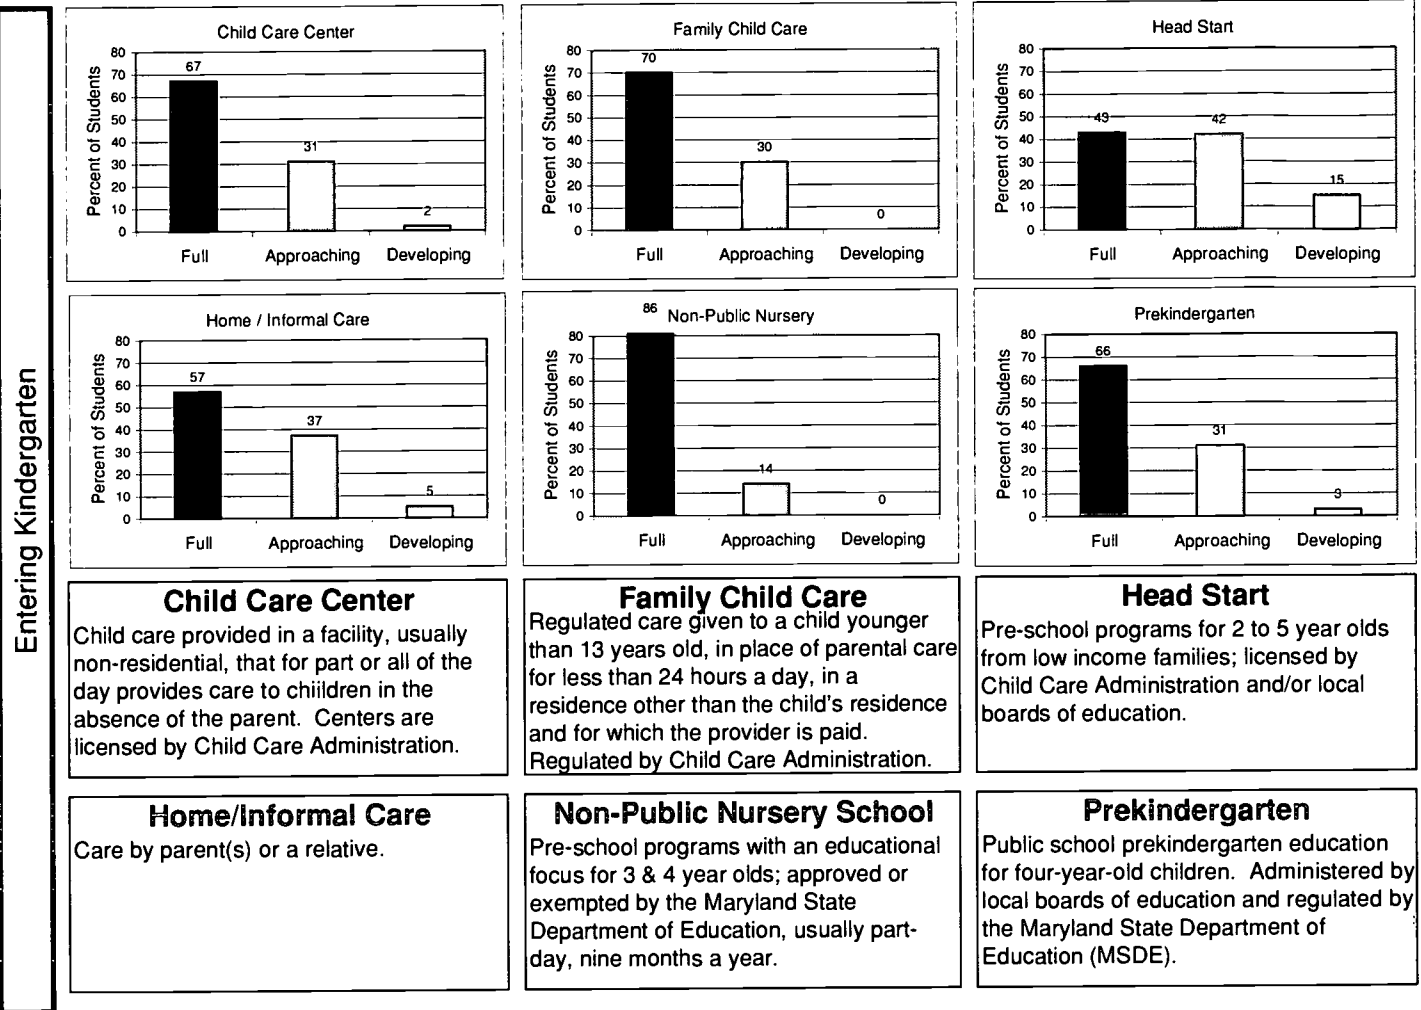 Entering Kindergarten
Child Care Center
Percent of Students
80
70
60
50
40
30
20
10
0
67
31
2
Full Approaching Developing
Family Child Care
Percent of Students
80
70
60
50
40
30
20
10
0
70
30
0
Full Approaching Developing
Head Start
Percent of Students
80
70
60
50
40
30
20
10
0
43
42
15
Full Approaching Developing
Home / Informal Care
Percent of Students
80
70
60
50
40
30
20
10
0
57
37
5
Full Approaching Developing
Non-Public Nursery
Percent of Students
80
70
60
50
40
30
20
10
0
86
14
0
Full Approaching Developing
Prekindergarten
Percent of Students
80
70
60
50
40
30
20
10
0
66
31
3
Full Approaching Developing
Child Care Center
Child care provided in a facility, usually
non-residential, that for part or all of the
day provides care to chiildren in the
absence of the parent. Centers are
licensed by Child Care Administration.
Family Child Care
Regulated care given to a child younger
than 13 years old, in place of parental care
for less than 24 hours a day, in a
residence other than the child's residence
and for which the provider is paid.
Regulated by Child Care Administration.
Head Start
Pre-school programs for 2 to 5 year olds
from low income families; licensed by
Child Care Administration and/or local
boards of education.
Home/Informal Care
Care by parent(s) or a relative.
Non-Public Nursery School
Pre-school programs with an educational
focus for 3 & 4 year olds; approved or
exempted by the Maryland State
Department of Education, usually part-
day, nine months a year.
Prekindergarten
Public school prekindergarten education
for four-year-old children. Administered by
local boards of education and regulated by
the Maryland State Department of
Education (MSDE).